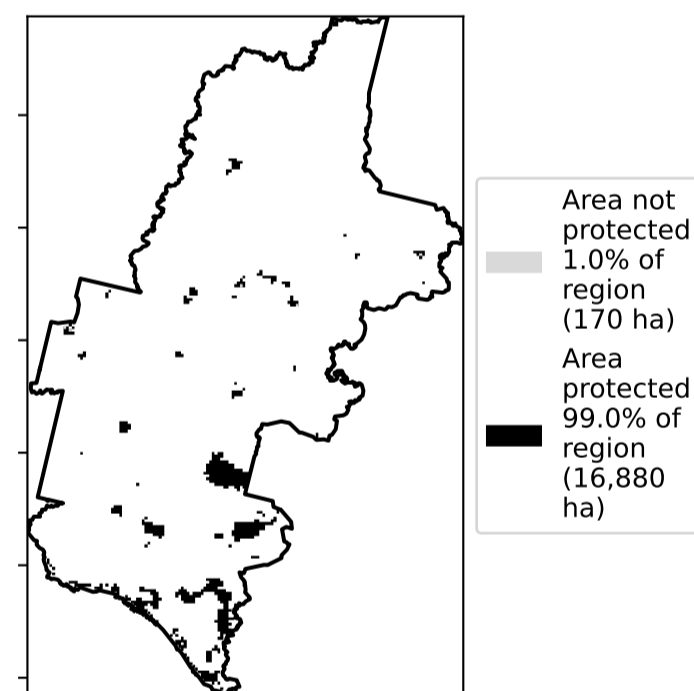 Area not
protected
1.0% of
region
(170 ha)
Area
protected
99.0% of
region
(16,880
ha)